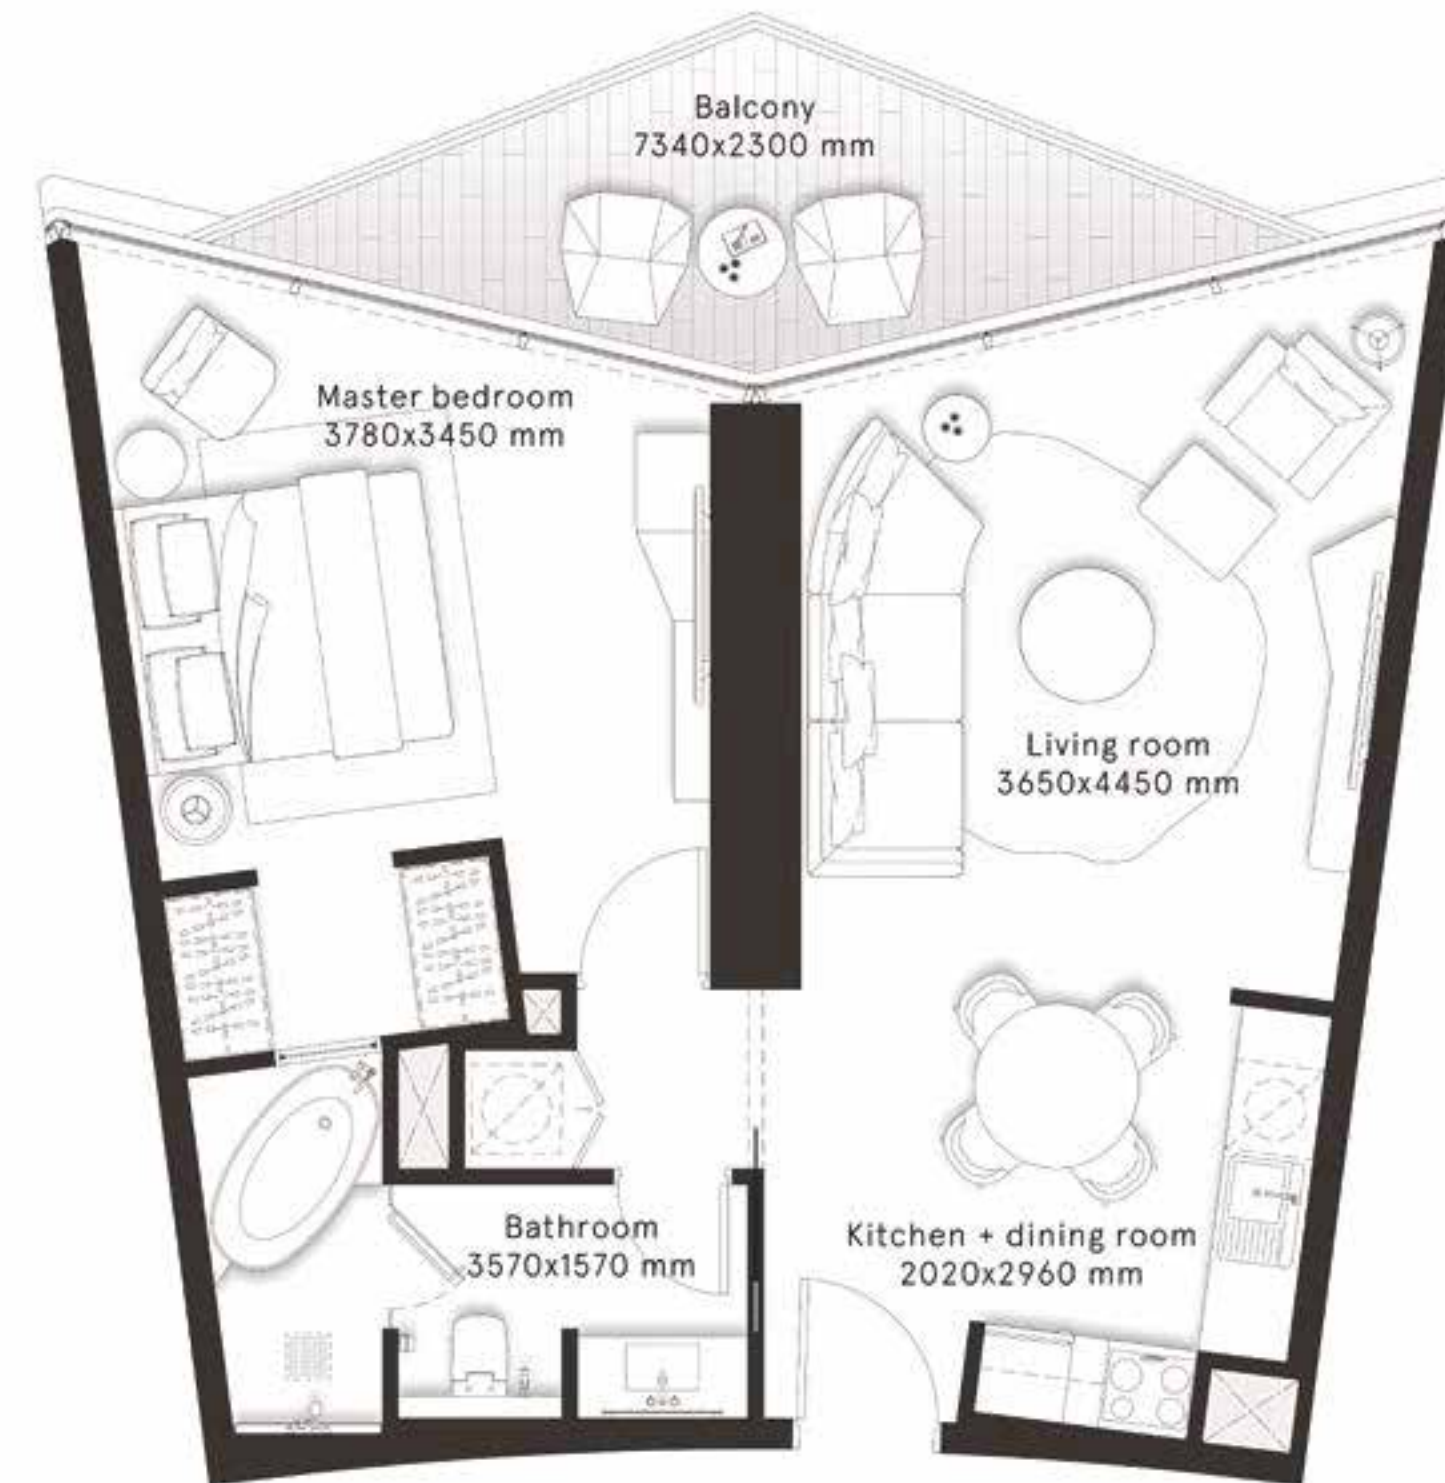 Balcony
7340x2300 mm
Master bedroom
3780x3450 mm
Living room
3650x4450 mm
Bathroom
3570x1570 mm
Kitchen + dining room
2020x2960 mm